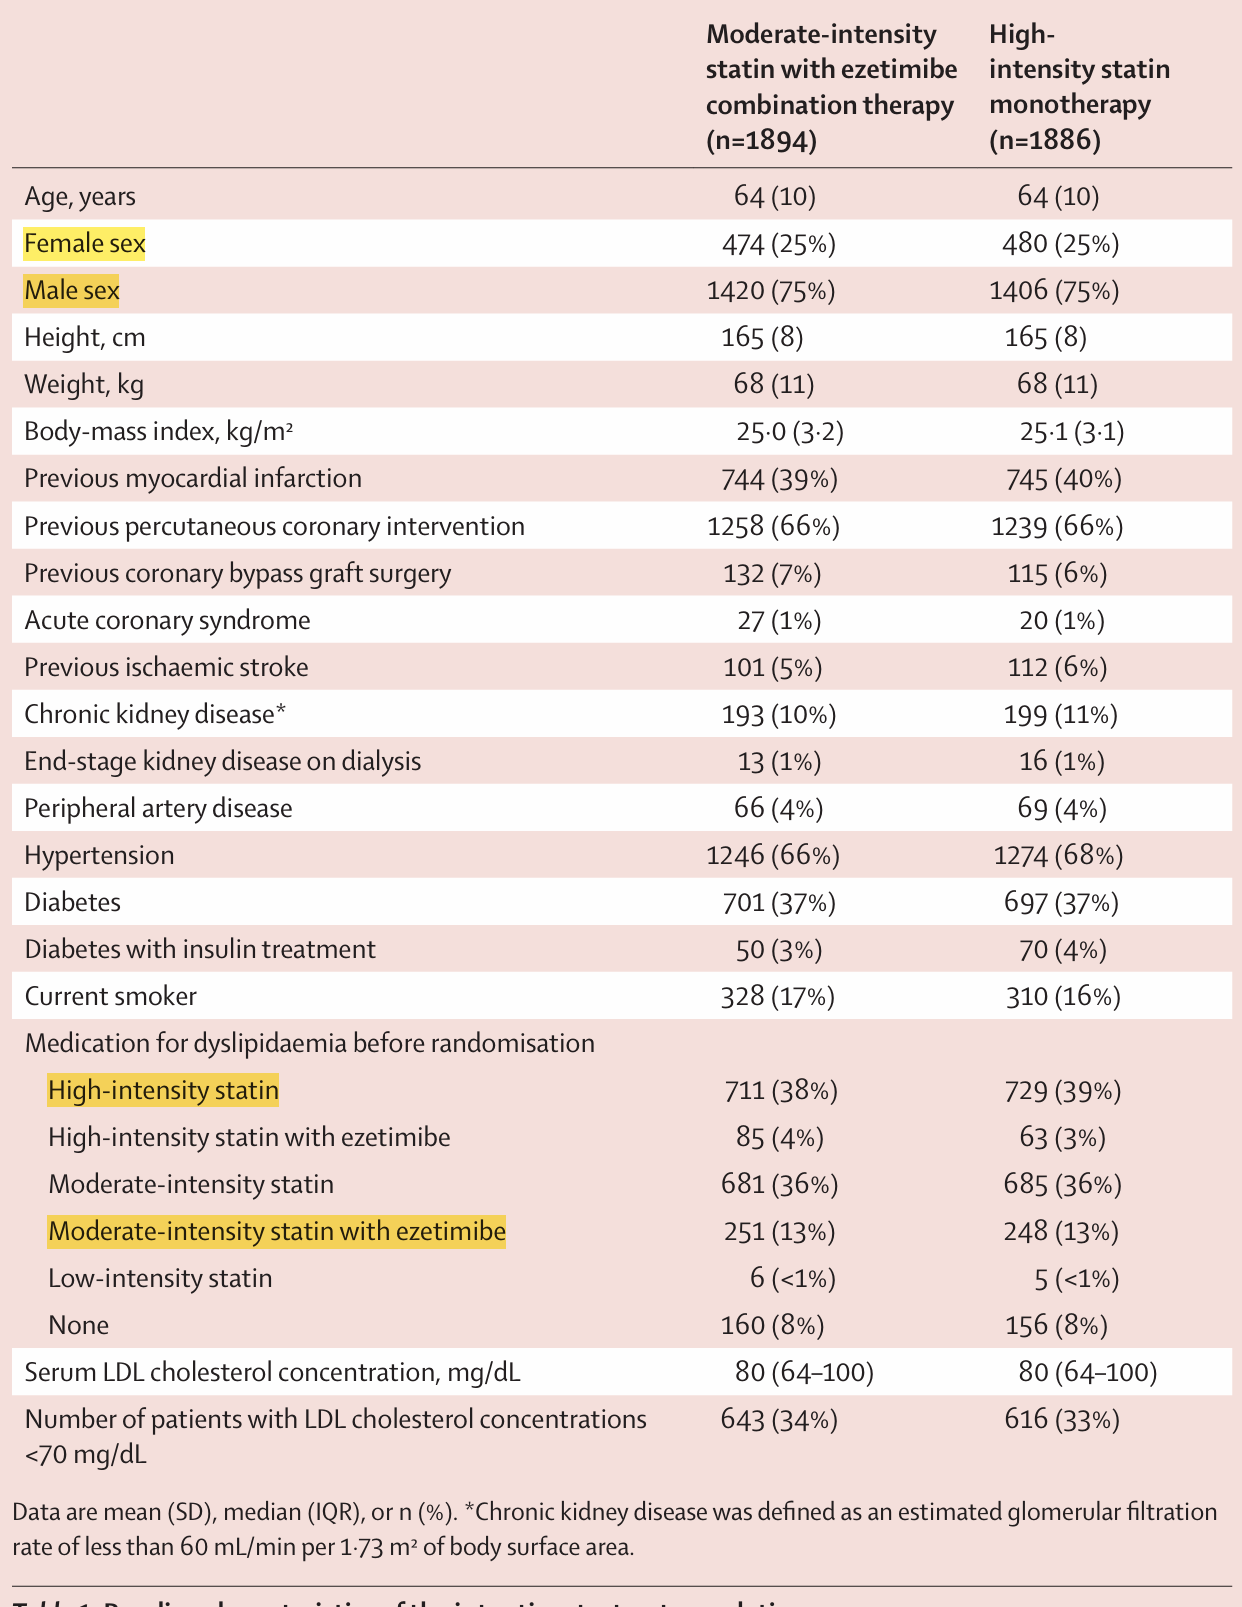 Moderate-intensity statin with ezetimibe combination therapy (n=1894) High-intensity statin monotherapy (n=1886)
Age, years 64 (10) 64 (10)
Female sex 474 (25%) 480 (25%)
Male sex 1420 (75%) 1406 (75%)
Height, cm 165 (8) 165 (8)
Weight, kg 68 (11) 68 (11)
Body-mass index, kg/m² 25·0 (3·2) 25·1 (3·1)
Previous myocardial infarction 744 (39%) 745 (40%)
Previous percutaneous coronary intervention 1258 (66%) 1239 (66%)
Previous coronary bypass graft surgery 132 (7%) 115 (6%)
Acute coronary syndrome 27 (1%) 20 (1%)
Previous ischaemic stroke 101 (5%) 112 (6%)
Chronic kidney disease* 193 (10%) 199 (11%)
End-stage kidney disease on dialysis 13 (1%) 16 (1%)
Peripheral artery disease 66 (4%) 69 (4%)
Hypertension 1246 (66%) 1274 (68%)
Diabetes 701 (37%) 697 (37%)
Diabetes with insulin treatment 50 (3%) 70 (4%)
Current smoker 328 (17%) 310 (16%)
Medication for dyslipidaemia before randomisation
High-intensity statin 711 (38%) 729 (39%)
High-intensity statin with ezetimibe 85 (4%) 63 (3%)
Moderate-intensity statin 681 (36%) 685 (36%)
Moderate-intensity statin with ezetimibe 251 (13%) 248 (13%)
Low-intensity statin 6 (<1%) 5 (<1%)
None 160 (8%) 156 (8%)
Serum LDL cholesterol concentration, mg/dL 80 (64–100) 80 (64–100)
Number of patients with LDL cholesterol concentrations 643 (34%) 616 (33%)
<70 mg/dL
Data are mean (SD), median (IQR), or n (%). *Chronic kidney disease was defined as an estimated glomerular filtration
rate of less than 60 mL/min per 1·73 m² of body surface area.